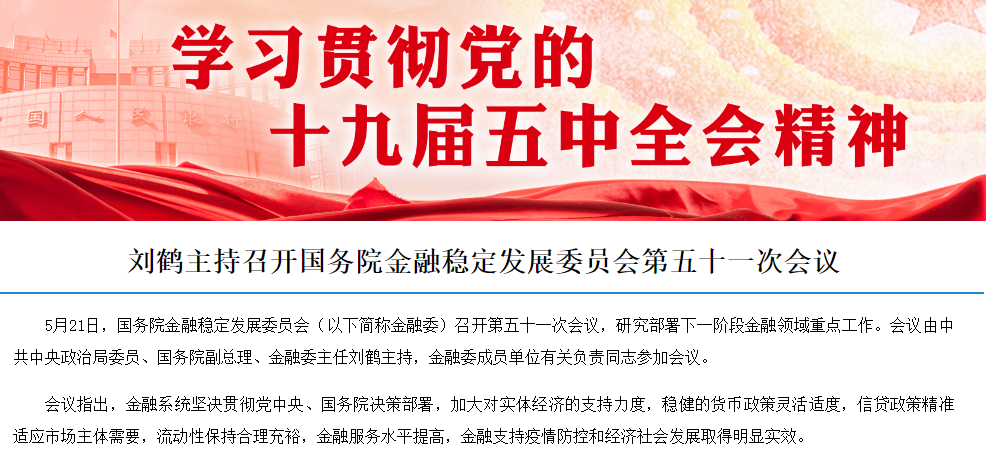 学习贯彻党的
十九届五中全会精神
中国人民银行
刘鹤主持召开国务院金融稳定发展委员会第五十一次会议
5月21日，国务院金融稳定发展委员会（以下简称金融委）召开第五十一次会议，研究部署下一阶段金融领域重点工作。会议由中
共中央政治局委员、国务院副总理、金融委主任刘鹤主持，金融委成员单位有关负责同志参加会议。
会议指出，金融系统坚决贯彻党中央、国务院决策部署，加大对实体经济的支持力度，稳健的货币政策灵活适度，信贷政策精准
适应市场主体需要，流动性保持合理充裕，金融服务水平提高，金融支持疫情防控和经济社会发展取得明显实效。